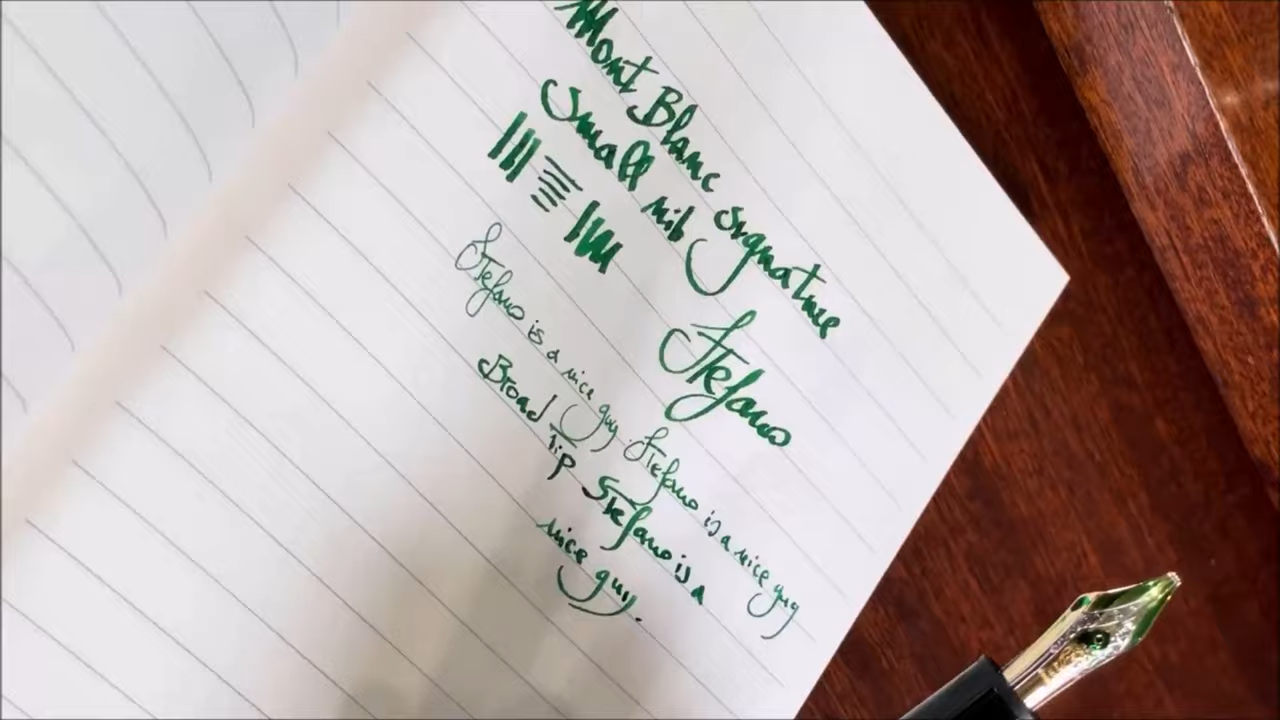 Mont Blanc signature
small nib
Stefano
Stefano is a nice guy Stefano is a nice guy
Broad tip Stefano is a
nice guy.